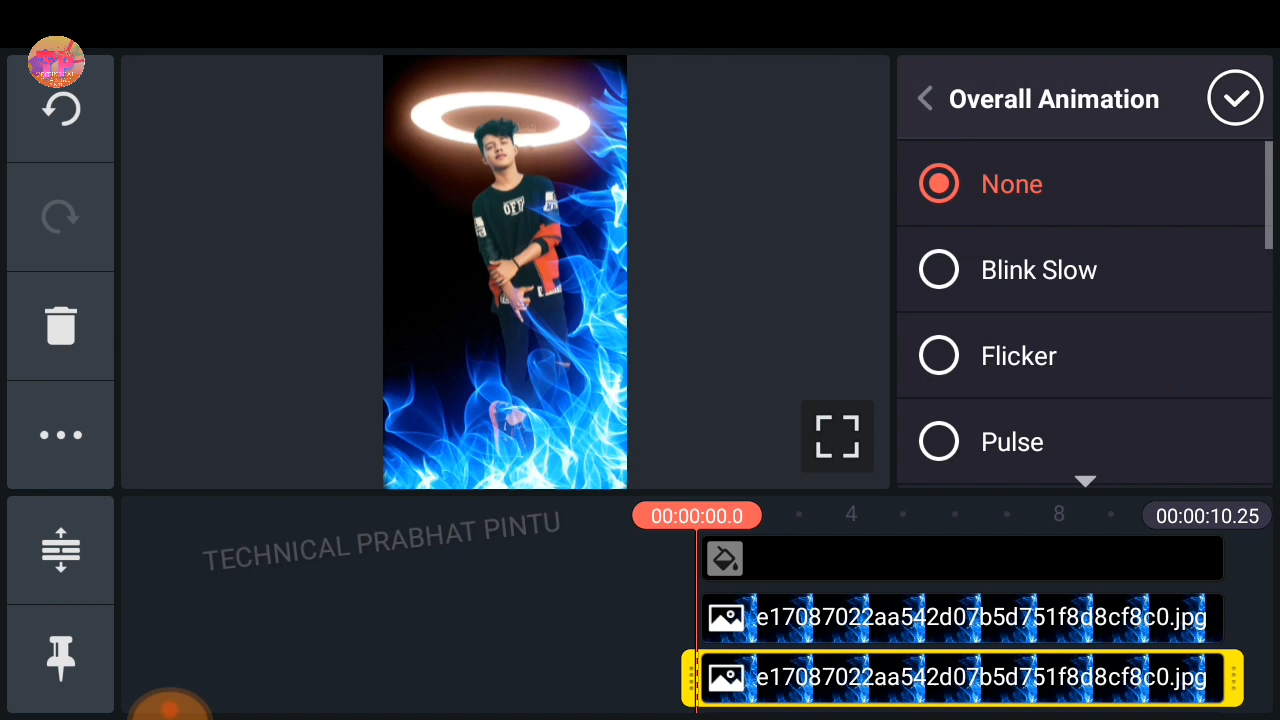 Overall Animation
None
Blink Slow
Flicker
Pulse
00:00:00.0
4
8
00:00:10.25
TECHNICAL PRABHAT PINTU
e17087022aa542d07b5d751f8d8cf8c0.jpg
e17087022aa542d07b5d751f8d8cf8c0.jpg